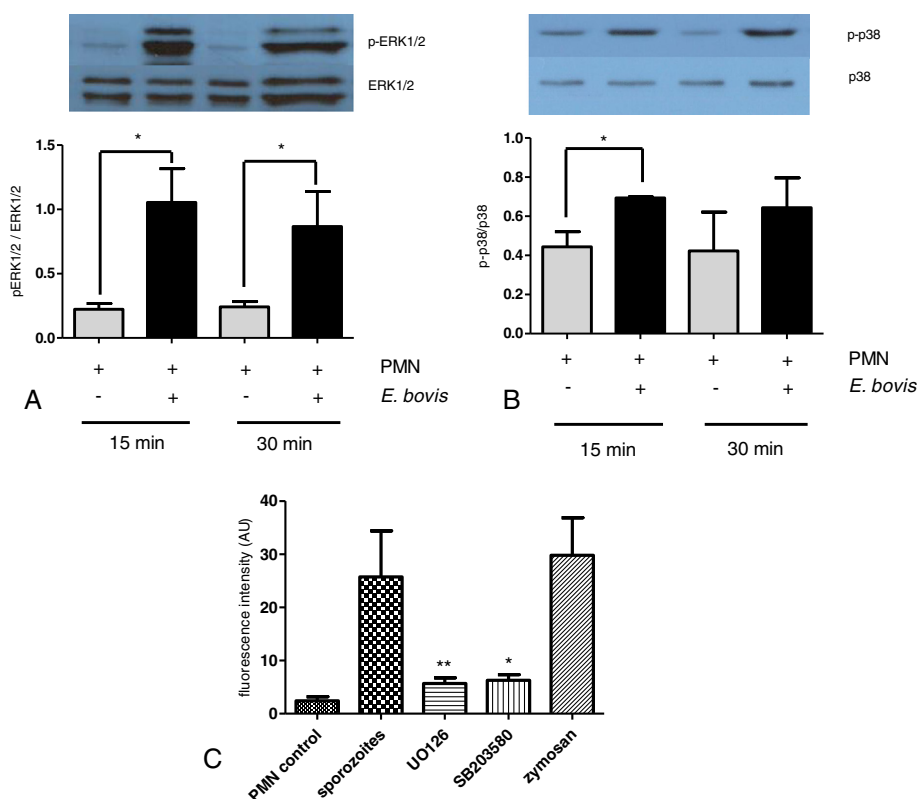 p-ERK1/2
ERK1/2
*
*
1.5
1.0
0.5
0.0
pERK1/2 / ERK1/2
+ + + + PMN
- + - + E. bovis
A
15 min 30 min
p-p38
p38
*
1.0
0.8
0.6
0.4
0.2
0.0
p-p38/p38
+ + + + PMN
- + - + E. bovis
B
15 min 30 min
40
30
20
10
0
fluorescence intensity (AU)
** *
PMN control
sporozoites
UO126
SB203580
zymosan
C